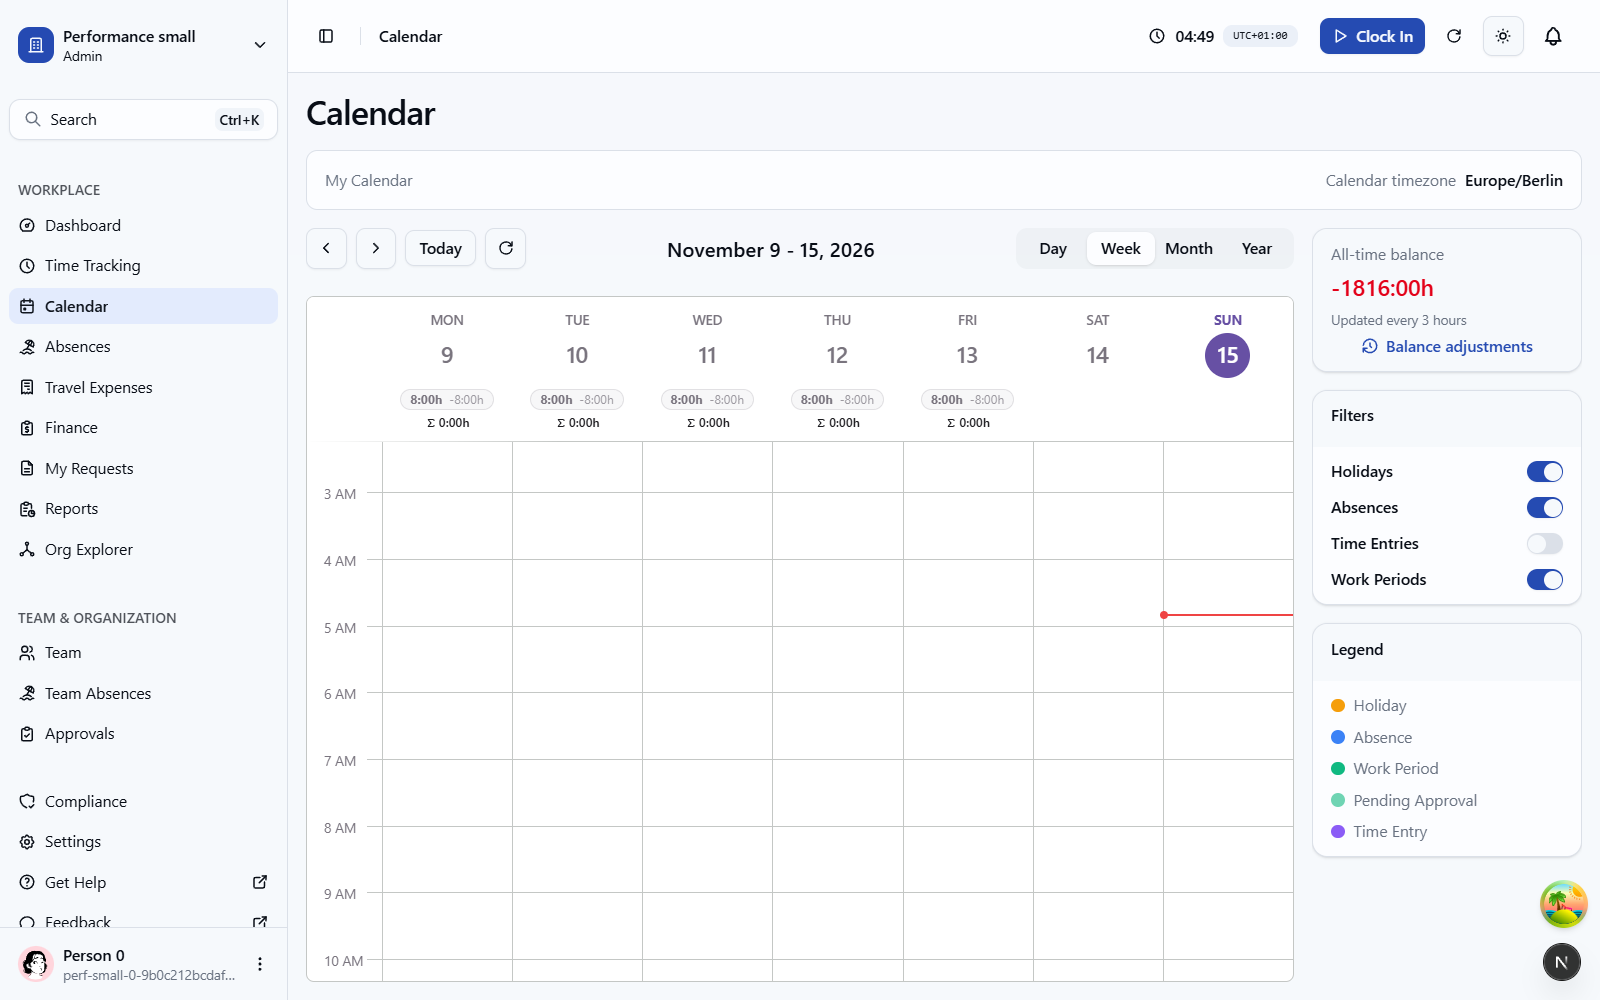 Performance small
Admin
Search
Ctrl+K
WORKPLACE
Dashboard
Time Tracking
Calendar
Absences
Travel Expenses
Finance
My Requests
Reports
Org Explorer
TEAM & ORGANIZATION
Team
Team Absences
Approvals
Compliance
Settings
Get Help
Feedback
Person 0
perf-small-0-9b0c212bcdaf...
Calendar
04:49
UTC+01:00
Clock In
Calendar
My Calendar
Calendar timezone Europe/Berlin
Today
November 9 - 15, 2026
Day
Week
Month
Year
MON
TUE
WED
THU
FRI
SAT
SUN
9
10
11
12
13
14
15
8:00h -8:00h
8:00h -8:00h
8:00h -8:00h
8:00h -8:00h
8:00h -8:00h
Σ 0:00h
Σ 0:00h
Σ 0:00h
Σ 0:00h
Σ 0:00h
3 AM
4 AM
5 AM
6 AM
7 AM
8 AM
9 AM
10 AM
All-time balance
-1816:00h
Updated every 3 hours
Balance adjustments
Filters
Holidays
Absences
Time Entries
Work Periods
Legend
Holiday
Absence
Work Period
Pending Approval
Time Entry
N